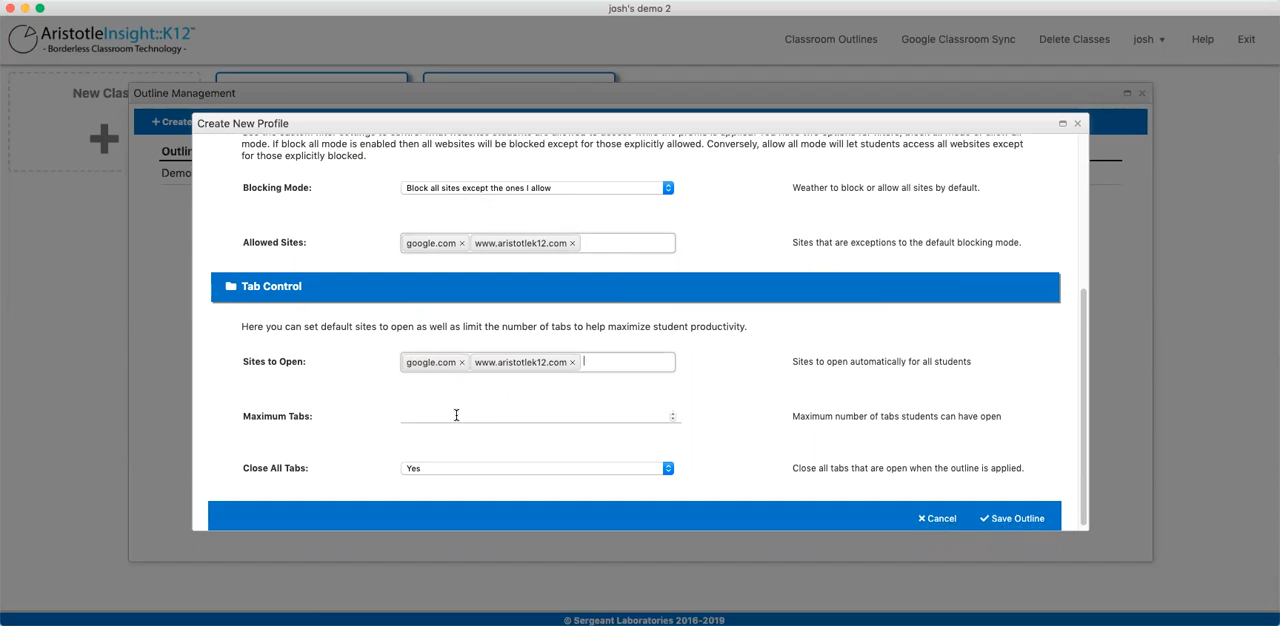 josh's demo 2
AristotleInsight::K12™
- Borderless Classroom Technology -
Classroom Outlines
Google Classroom Sync
Delete Classes
josh
Help
Exit
New Clas
Outline Management
Create
Create New Profile
Outlin
Demo
mode. If block all mode is enabled then all websites will be blocked except for those explicitly allowed. Conversely, allow all mode will let students access all websites except
for those explicitly blocked.
Blocking Mode:
Block all sites except the ones I allow
Weather to block or allow all sites by default.
Allowed Sites:
google.com × www.aristotlek12.com ×
Sites that are exceptions to the default blocking mode.
Tab Control
Here you can set default sites to open as well as limit the number of tabs to help maximize student productivity.
Sites to Open:
google.com × www.aristotlek12.com ×
Sites to open automatically for all students
Maximum Tabs:
Maximum number of tabs students can have open
Close All Tabs:
Yes
Close all tabs that are open when the outline is applied.
Cancel
Save Outline
© Sergeant Laboratories 2016-2019